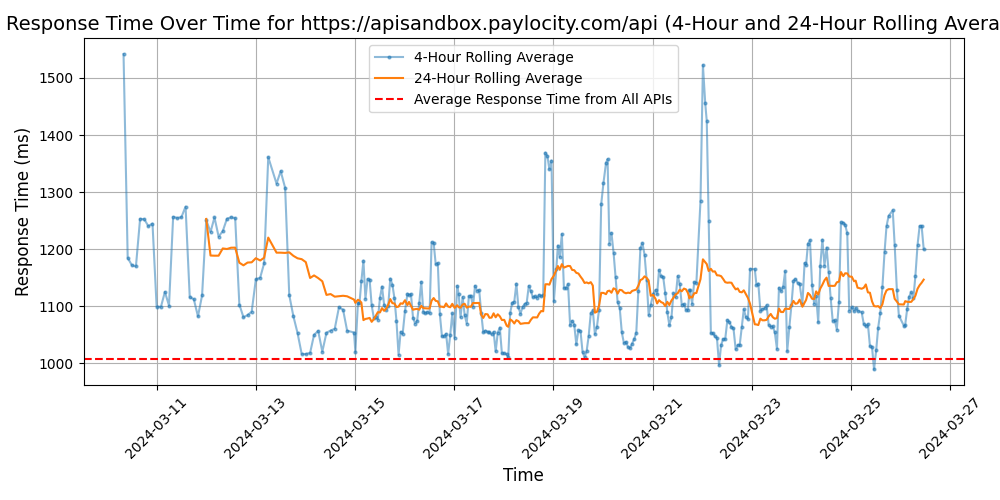 Response Time Over Time for https://apisandbox.paylocity.com/api (4-Hour and 24-Hour Rolling Avera
4-Hour Rolling Average
24-Hour Rolling Average
Average Response Time from All APIs
Response Time (ms)
1500
1400
1300
1200
1100
1000
2024-03-11
2024-03-13
2024-03-15
2024-03-17
2024-03-19
2024-03-21
2024-03-23
2024-03-25
2024-03-27
Time